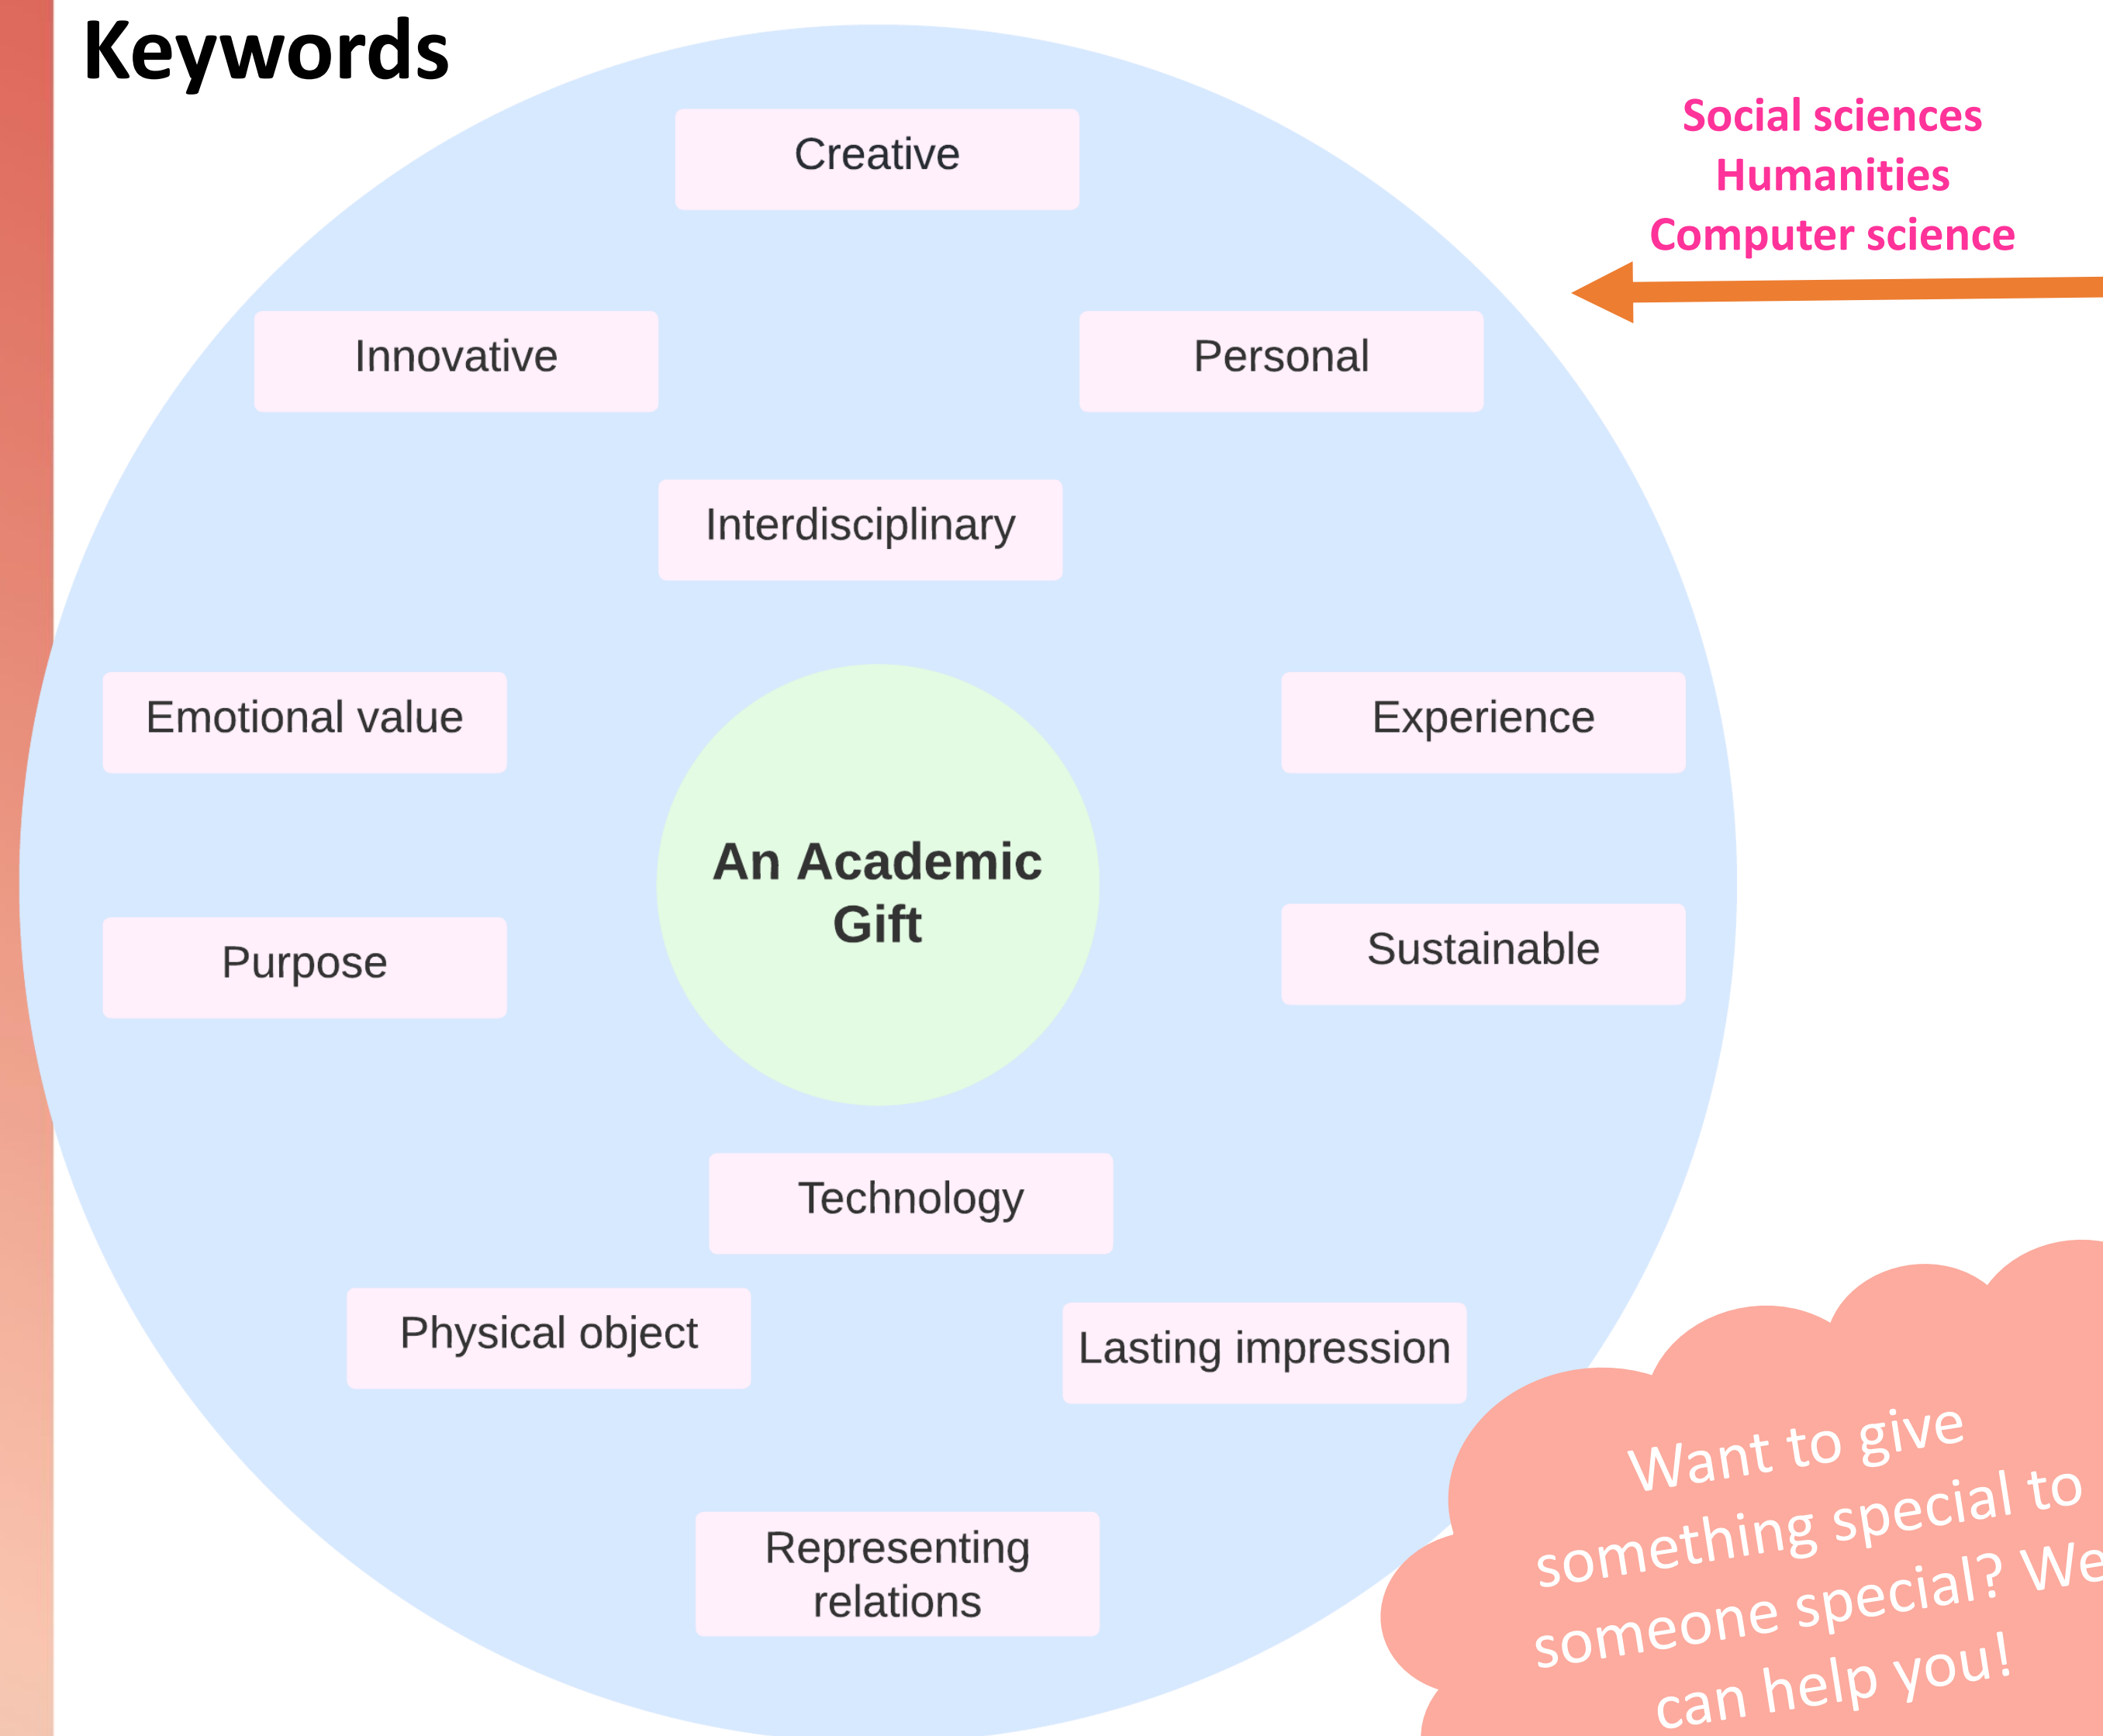 Keywords
Social sciences
Humanities
Computer science
Creative
Innovative
Personal
Interdisciplinary
Emotional value
Experience
An Academic
Gift
Purpose
Sustainable
Technology
Physical object
Lasting impression
Representing
relations
Want to give
something special to
someone special? We
can help you!